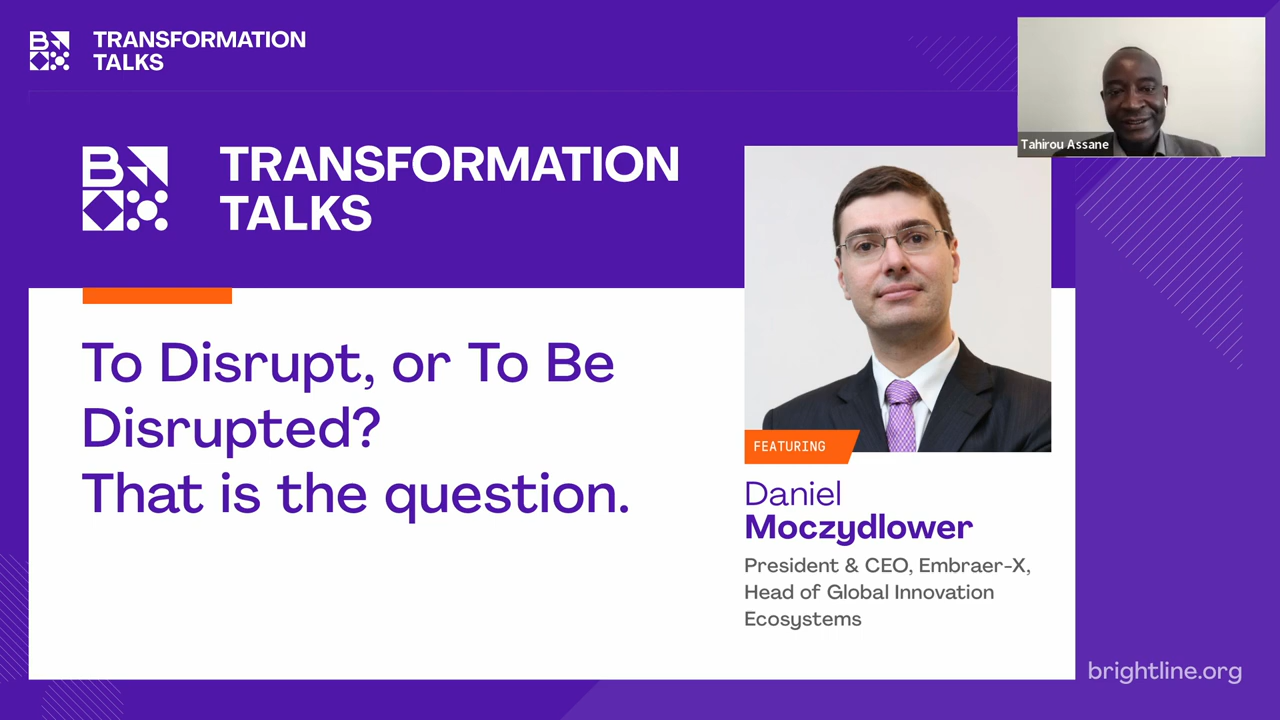 TRANSFORMATION
TALKS
Tahirou Assane
B
TRANSFORMATION
TALKS
To Disrupt, or To Be
Disrupted?
That is the question.
FEATURING
Daniel
Moczydlower
President & CEO, Embraer-X,
Head of Global Innovation
Ecosystems
brightline.org